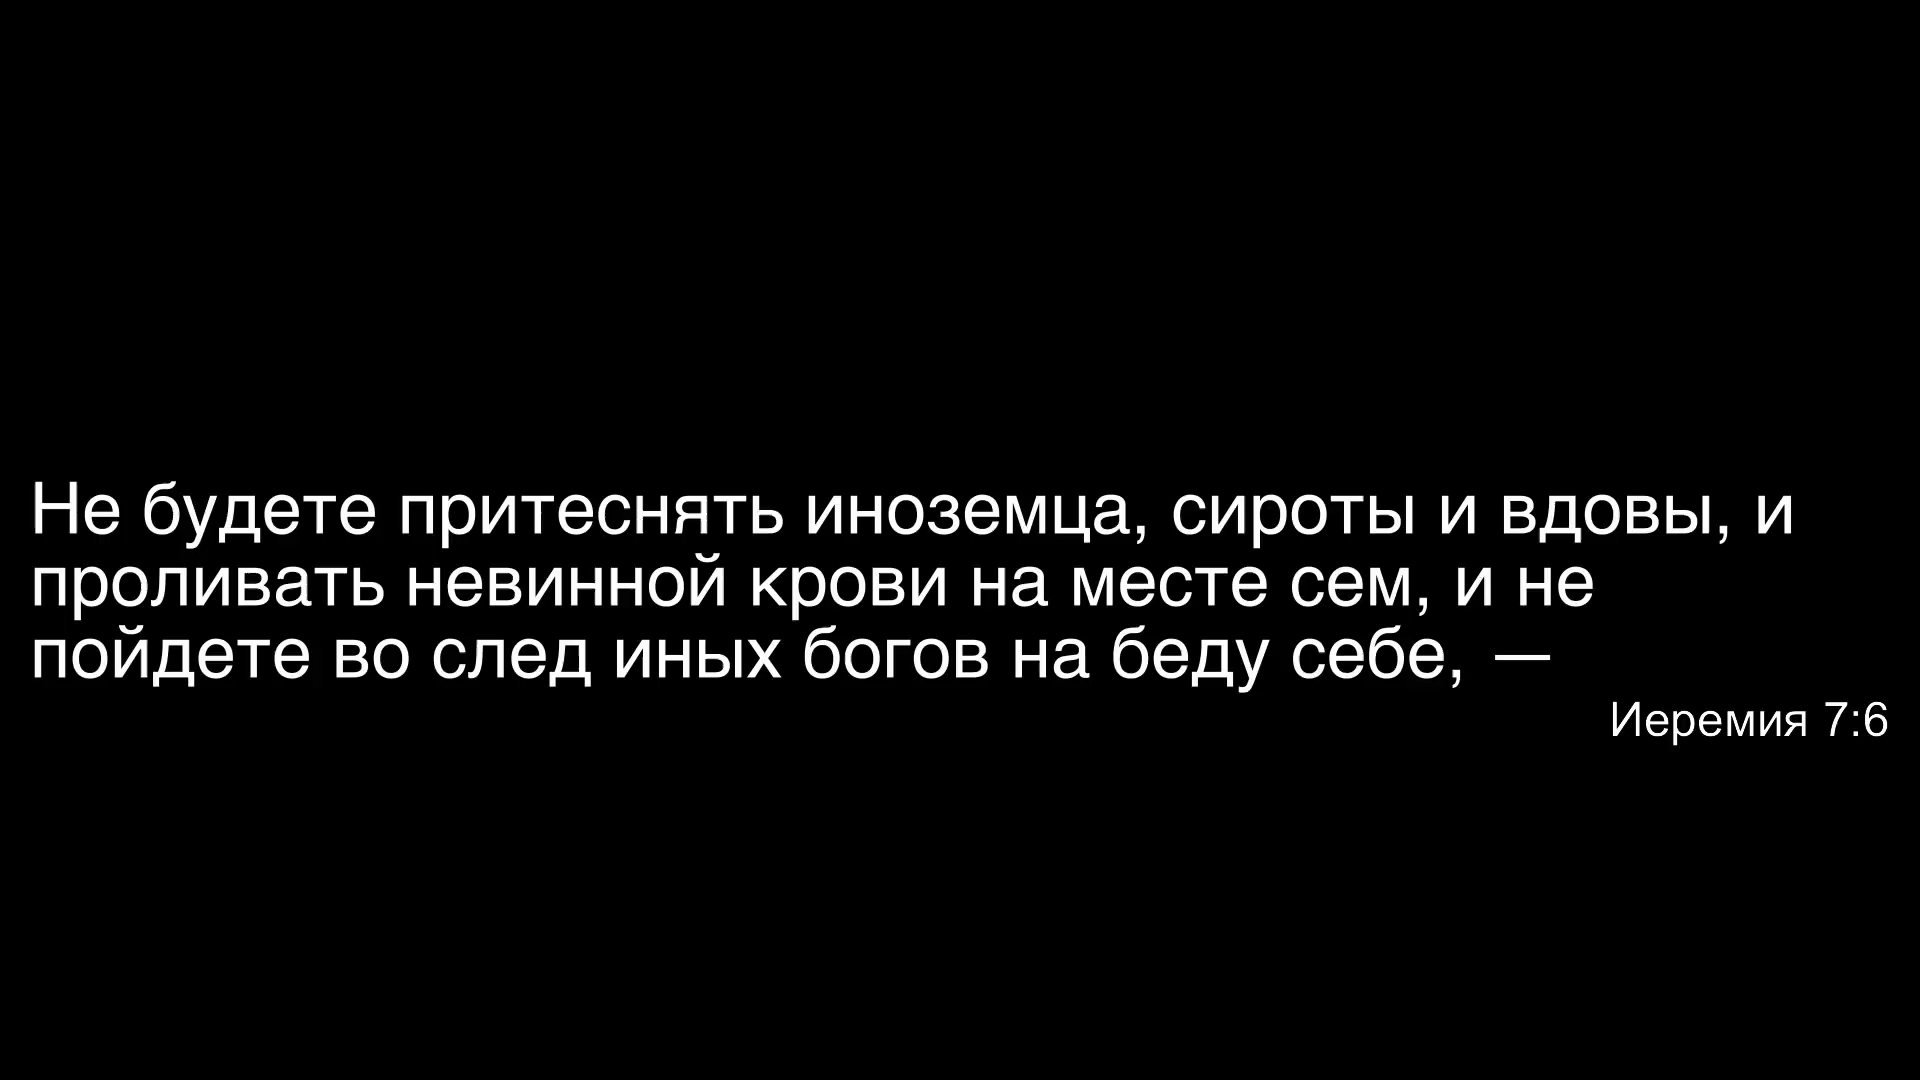 Не будете притеснять иноземца, сироты и вдовы, и
проливать невинной крови на месте сем, и не
пойдете во след иных богов на беду себе, —
Иеремия 7:6